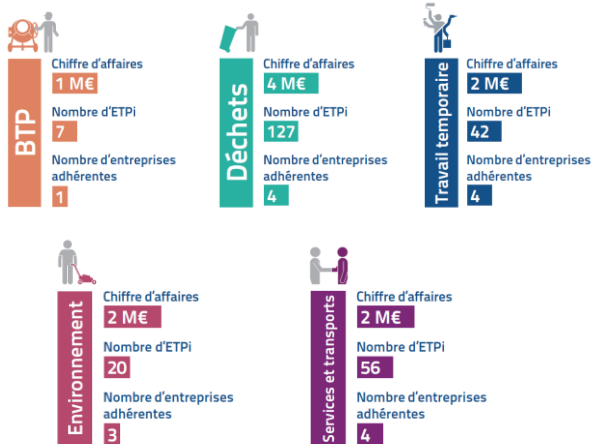 BTP
Chiffre d'affaires
1 M€
Nombre d'ETPi
7
Nombre d'entreprises
adhérentes
1
Déchets
Chiffre d'affaires
4 M€
Nombre d'ETPi
127
Nombre d'entreprises
adhérentes
4
Travail temporaire
Chiffre d'affaires
2 M€
Nombre d'ETPi
42
Nombre d'entreprises
adhérentes
4
Environnement
Chiffre d'affaires
2 M€
Nombre d'ETPi
20
Nombre d'entreprises
adhérentes
3
Services et transports
Chiffre d'affaires
2 M€
Nombre d'ETPi
56
Nombre d'entreprises
adhérentes
4